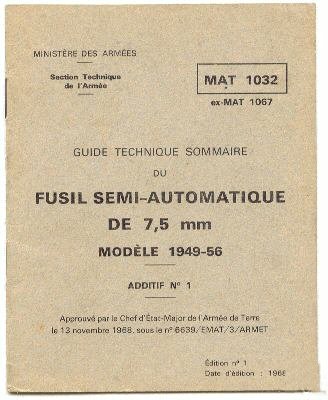 MINISTÈRE DES ARMÉES
Section Technique
de l'Armée
MAT 1032
ex-MAT 1067
GUIDE TECHNIQUE SOMMAIRE
DU
FUSIL SEMI-AUTOMATIQUE
DE 7,5 mm
MODÈLE 1949-56
ADDITIF N° 1
Approuvé par le Chef d'État-Major de l'Armée de Terre
le 13 novembre 1968, sous le n° 6639/EMAT/3/ARMET
Édition n° 1
Date d'édition : 1968